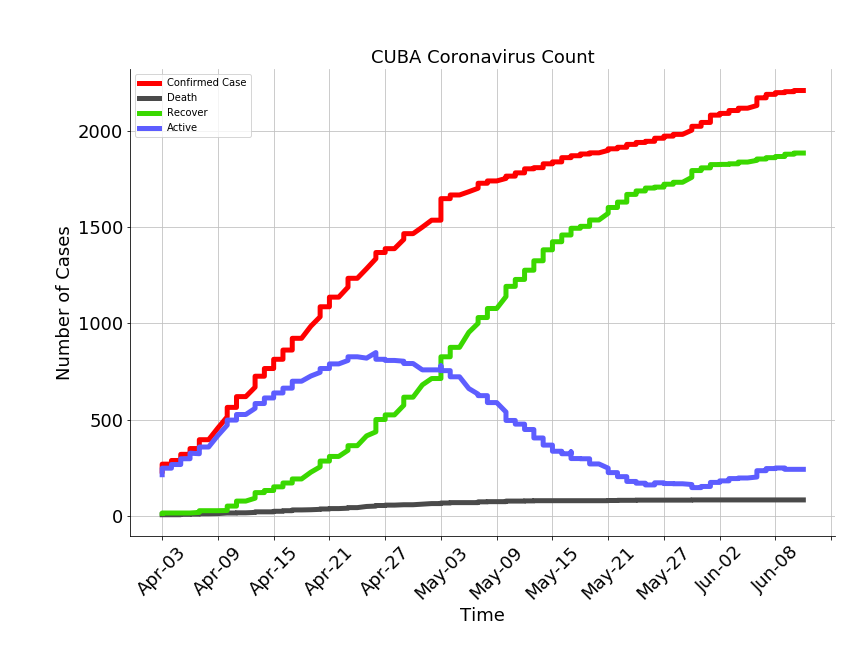 CUBA Coronavirus Count
Confirmed Case
Death
Recover
Active
Number of Cases
2000
1500
1000
500
0
Apr-03
Apr-09
Apr-15
Apr-21
Apr-27
May-03
May-09
May-15
May-21
May-27
Jun-02
Jun-08
Time